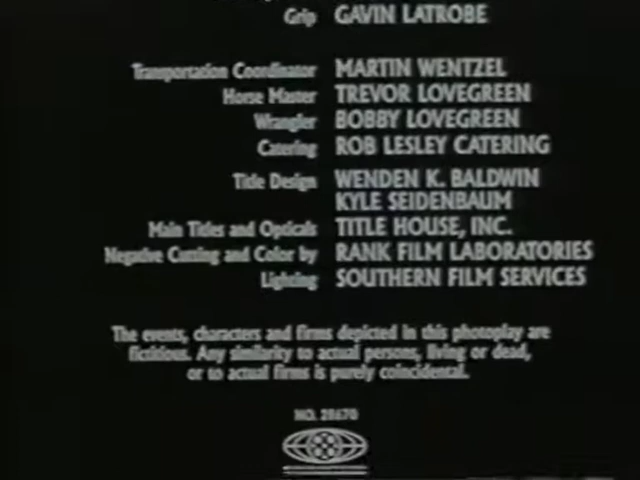 Grip GAVIN LATROBE
Transportation Coordinator MARTIN WENTZEL
Horse Master TREVOR LOVEGREEN
Wrangler BOBBY LOVEGREEN
Catering ROB LESLEY CATERING
Title Design WENDEN K. BALDWIN
KYLE SEIDENBAUM
Main Titles and Opticals TITLE HOUSE, INC.
Negative Cutting and Color by RANK FILM LABORATORIES
Lighting SOUTHERN FILM SERVICES
The events, characters and firms depicted in this photoplay are
fictitious. Any similarity to actual persons, living or dead,
or to actual firms is purely coincidental.
NO. 28670